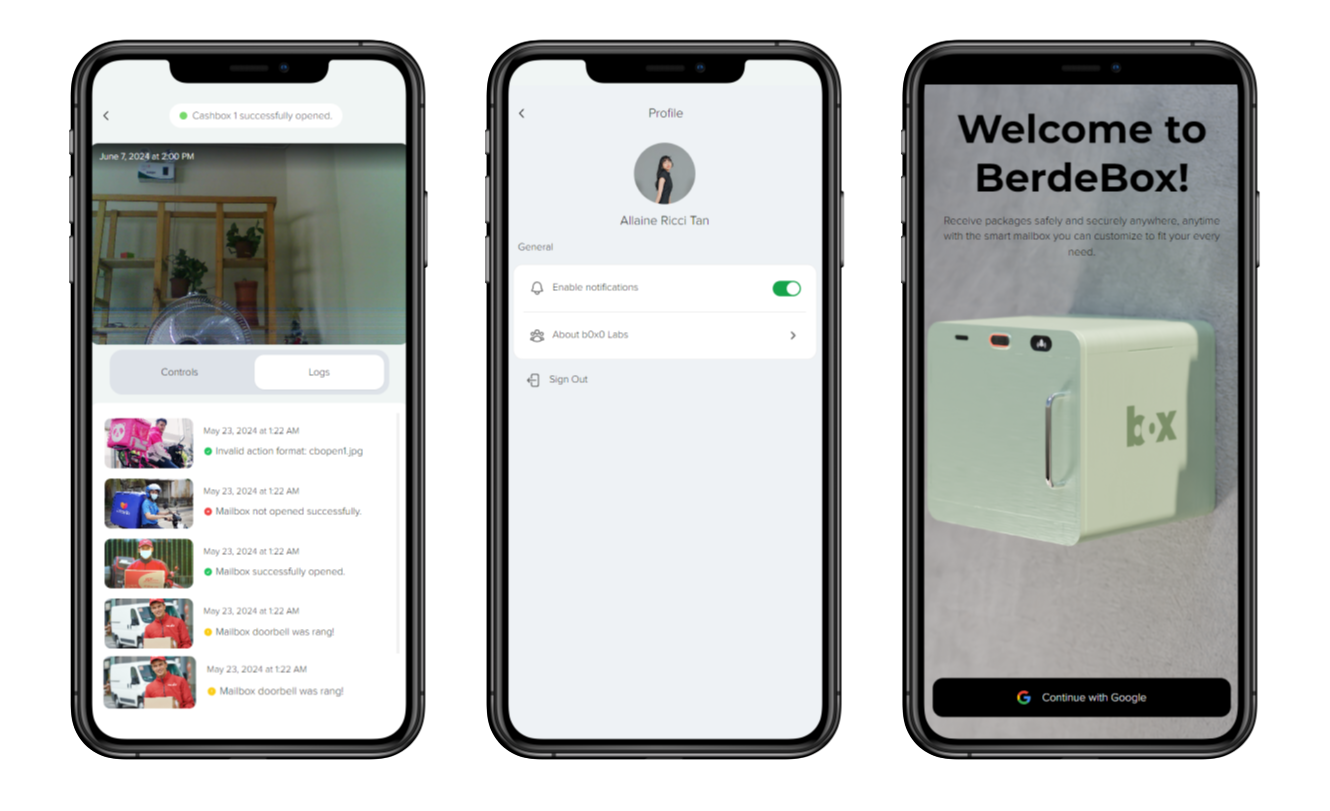 Cashbox 1 successfully opened.
June 7, 2024 at 2:00 PM
Controls
Logs
May 23, 2024 at 1:22 AM
Invalid action format: cbopen1.jpg
May 23, 2024 at 1:22 AM
Mailbox not opened successfully.
May 23, 2024 at 1:22 AM
Mailbox successfully opened.
May 23, 2024 at 1:22 AM
Mailbox doorbell was rang!
May 23, 2024 at 1:22 AM
Mailbox doorbell was rang!
Profile
Allaine Ricci Tan
General
Enable notifications
About b0x0 Labs
Sign Out
Welcome to
BerdeBox!
Receive packages safely and securely anywhere, anytime
with the smart mailbox you can customize to fit your every
need.
box
Continue with Google